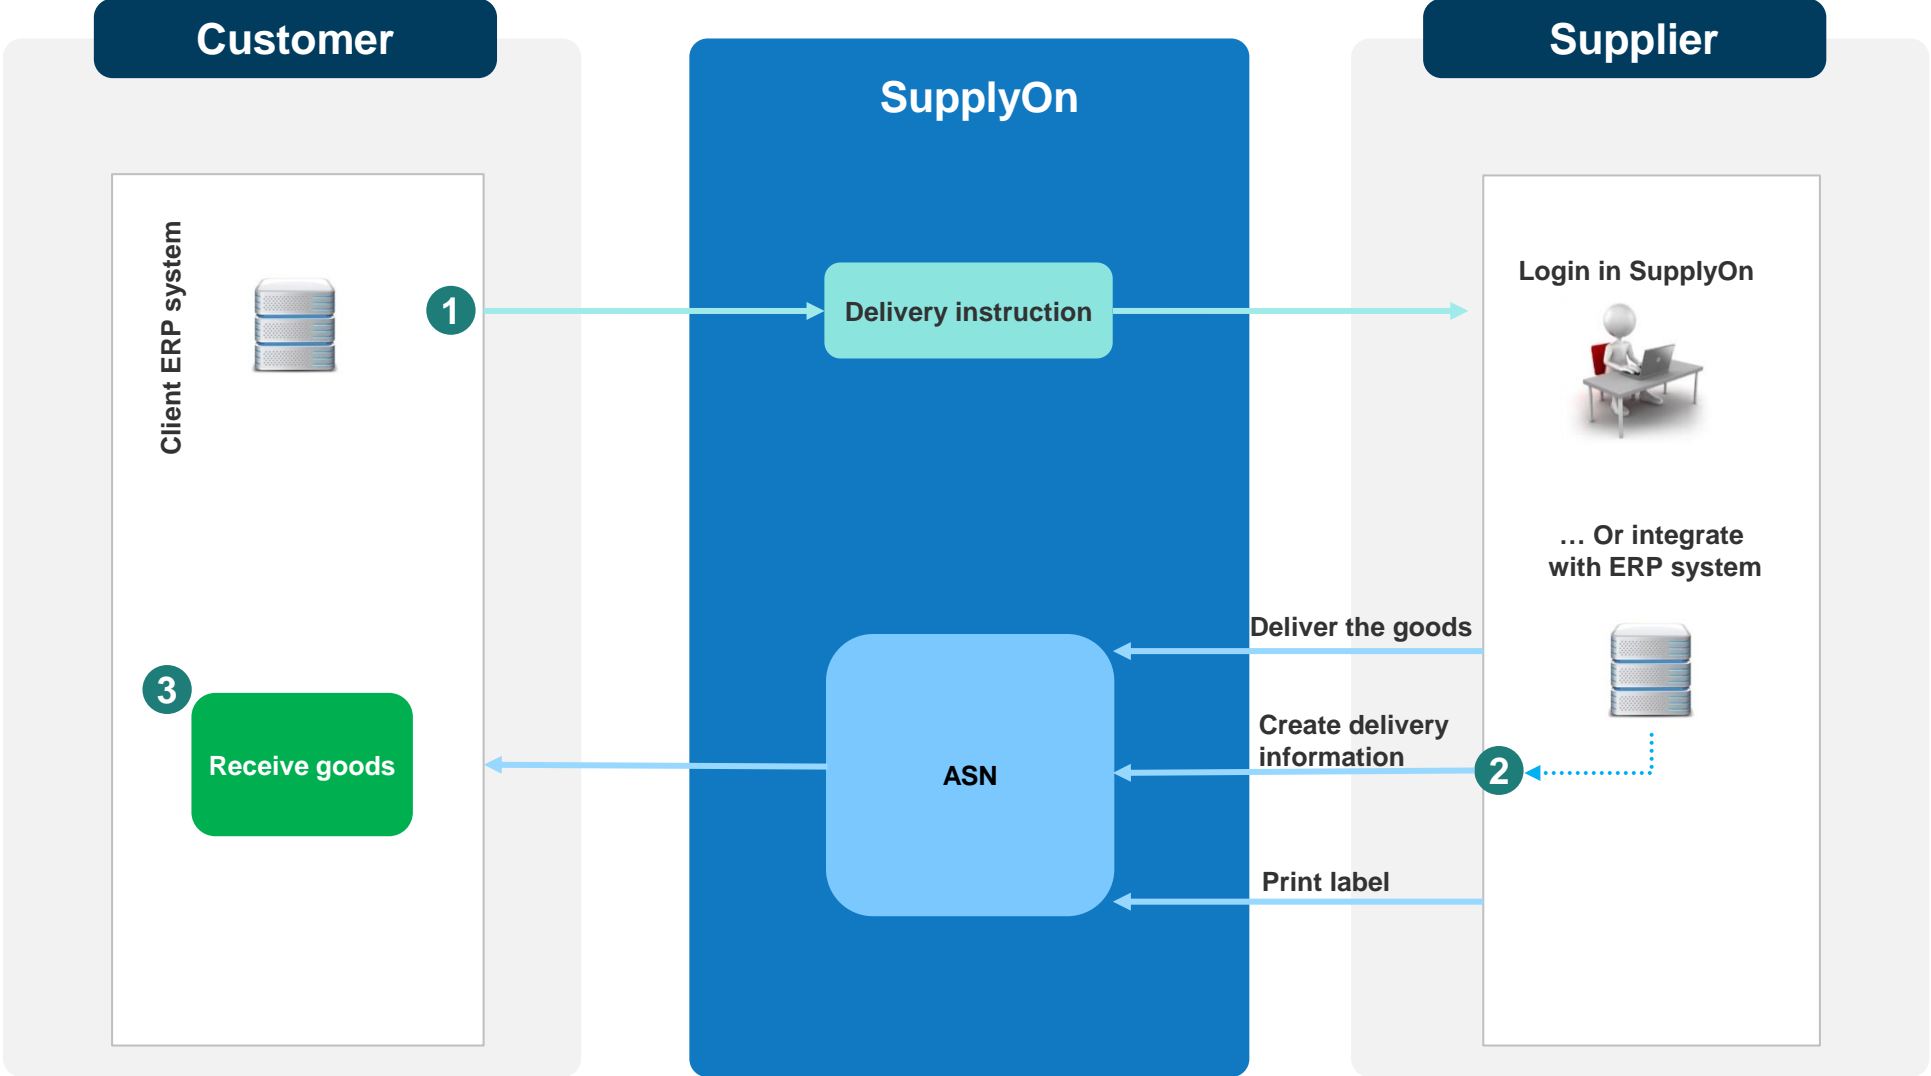 Customer
SupplyOn
Supplier
Client ERP system
1
Delivery instruction
Login in SupplyOn
… Or integrate
with ERP system
Deliver the goods
3
Receive goods
ASN
Create delivery
information
2
Print label